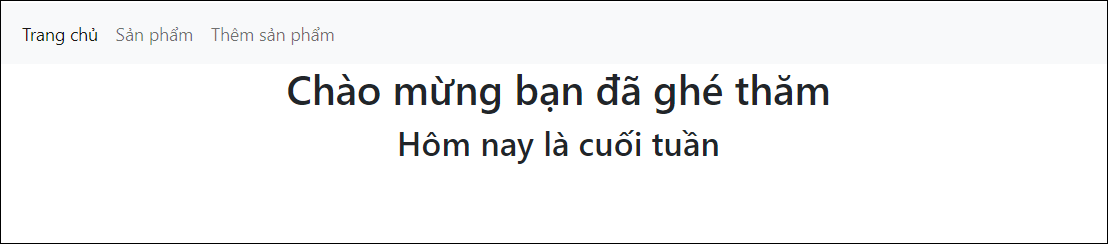 Trang chủ Sản phẩm Thêm sản phẩm
Chào mừng bạn đã ghé thăm
Hôm nay là cuối tuần